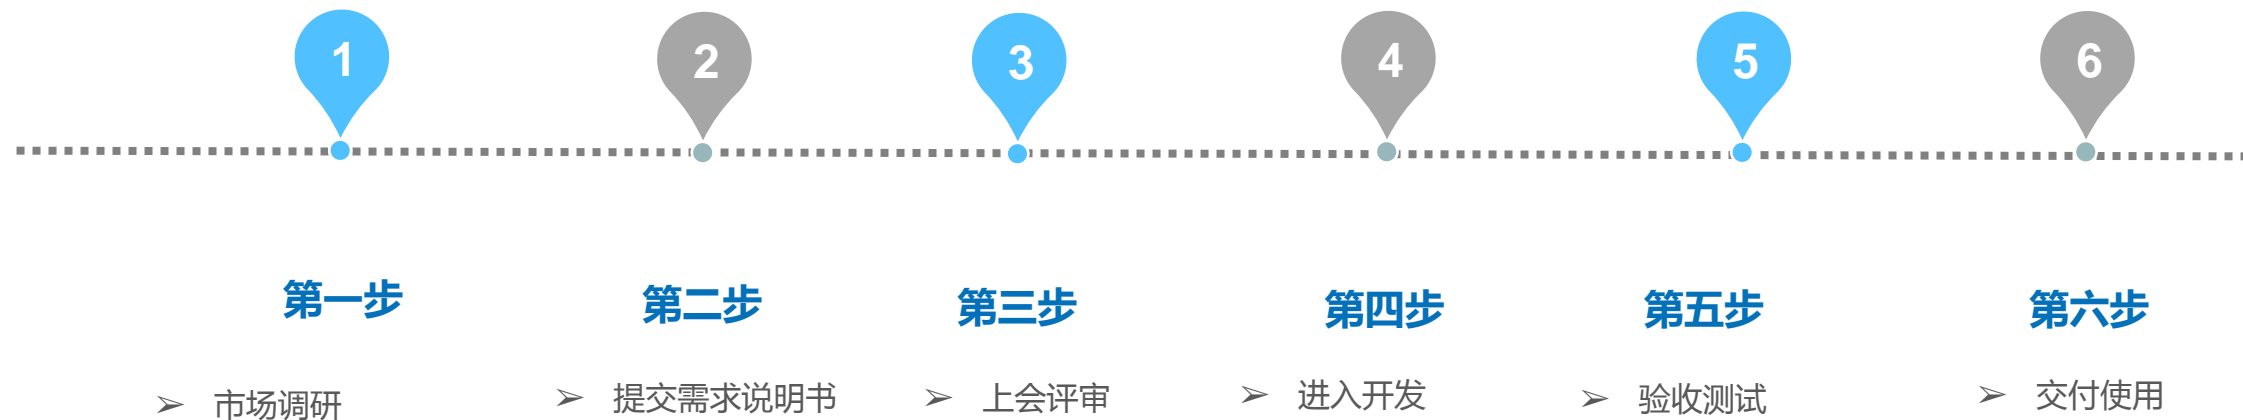 1
2
3
4
5
6
第一步
第二步
第三步
第四步
第五步
第六步
➢ 市场调研
➢ 提交需求说明书
➢ 上会评审
➢ 进入开发
➢ 验收测试
➢ 交付使用